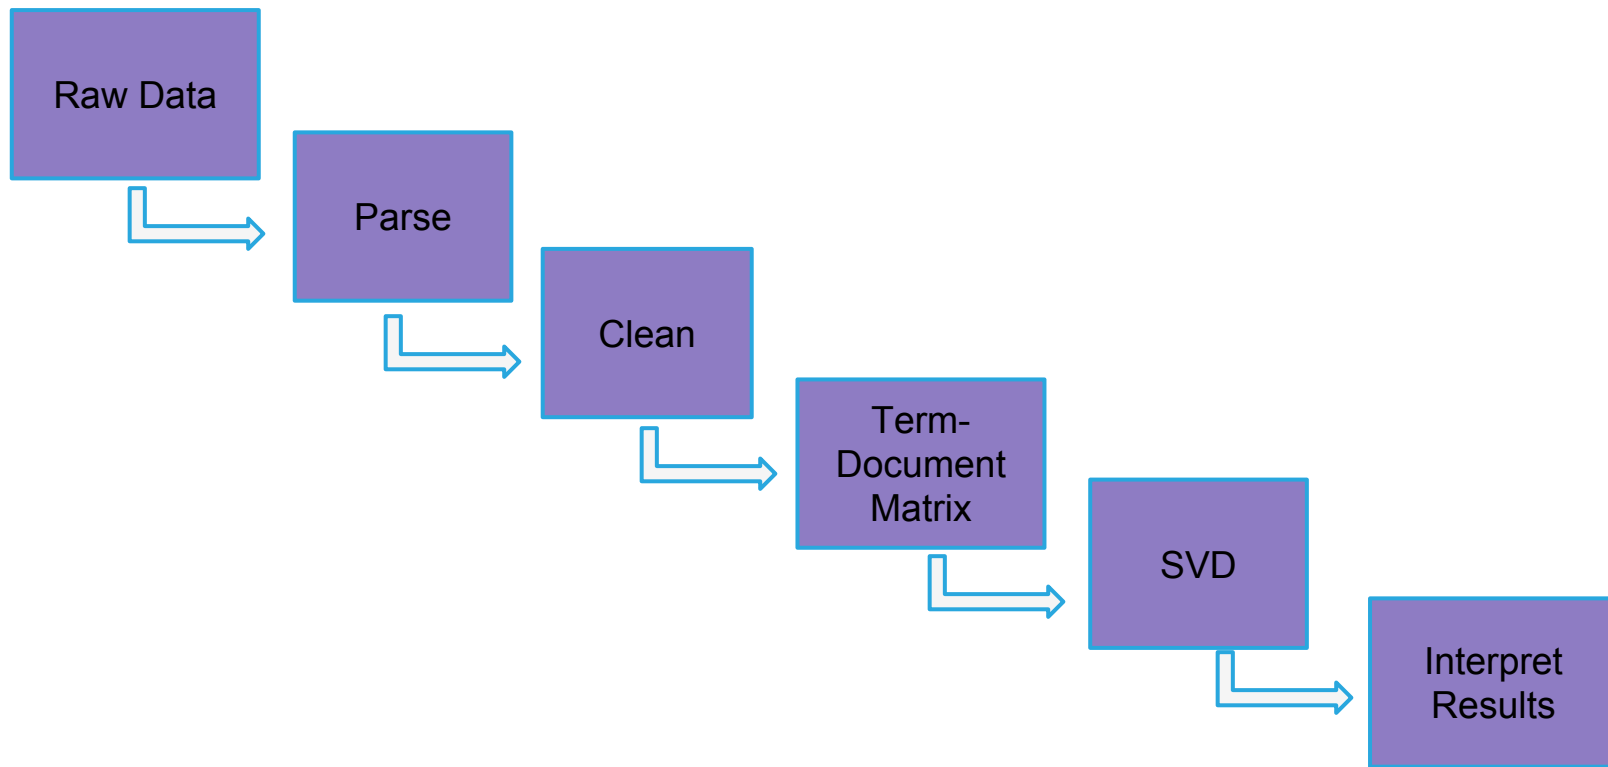 Raw Data
Parse
Clean
Term-
Document
Matrix
SVD
Interpret
Results